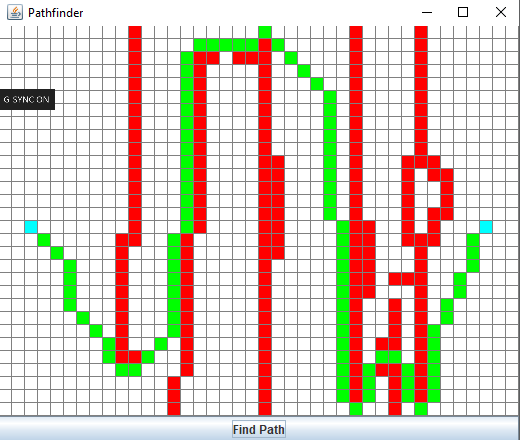 Pathfinder
G-SYNC ON
Find Path